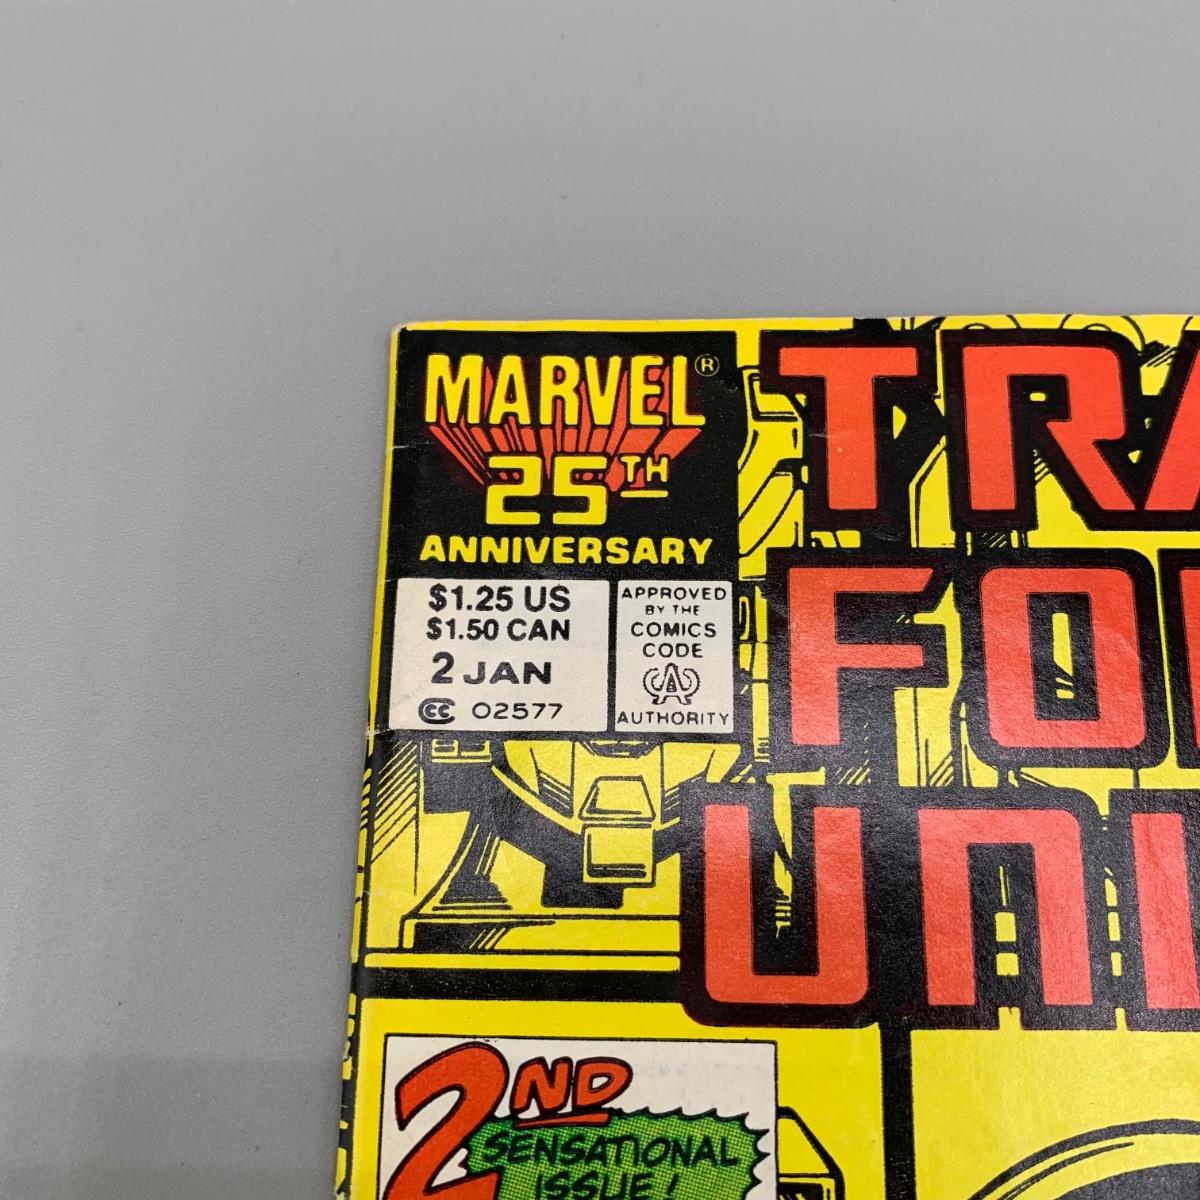 MARVEL®
25TH
ANNIVERSARY
$1.25 US
$1.50 CAN
2 JAN
CC 02577
APPROVED
BY THE
COMICS
CODE
CA
AUTHORITY
TRA
FO
UNI
2ND
SENSATIONAL
ISSUE!